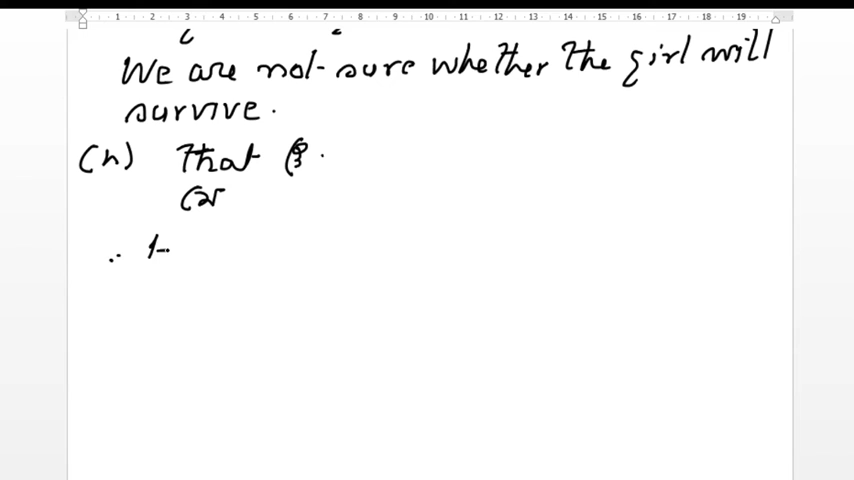 We are not sure whether the girl will
survive.
(h) That